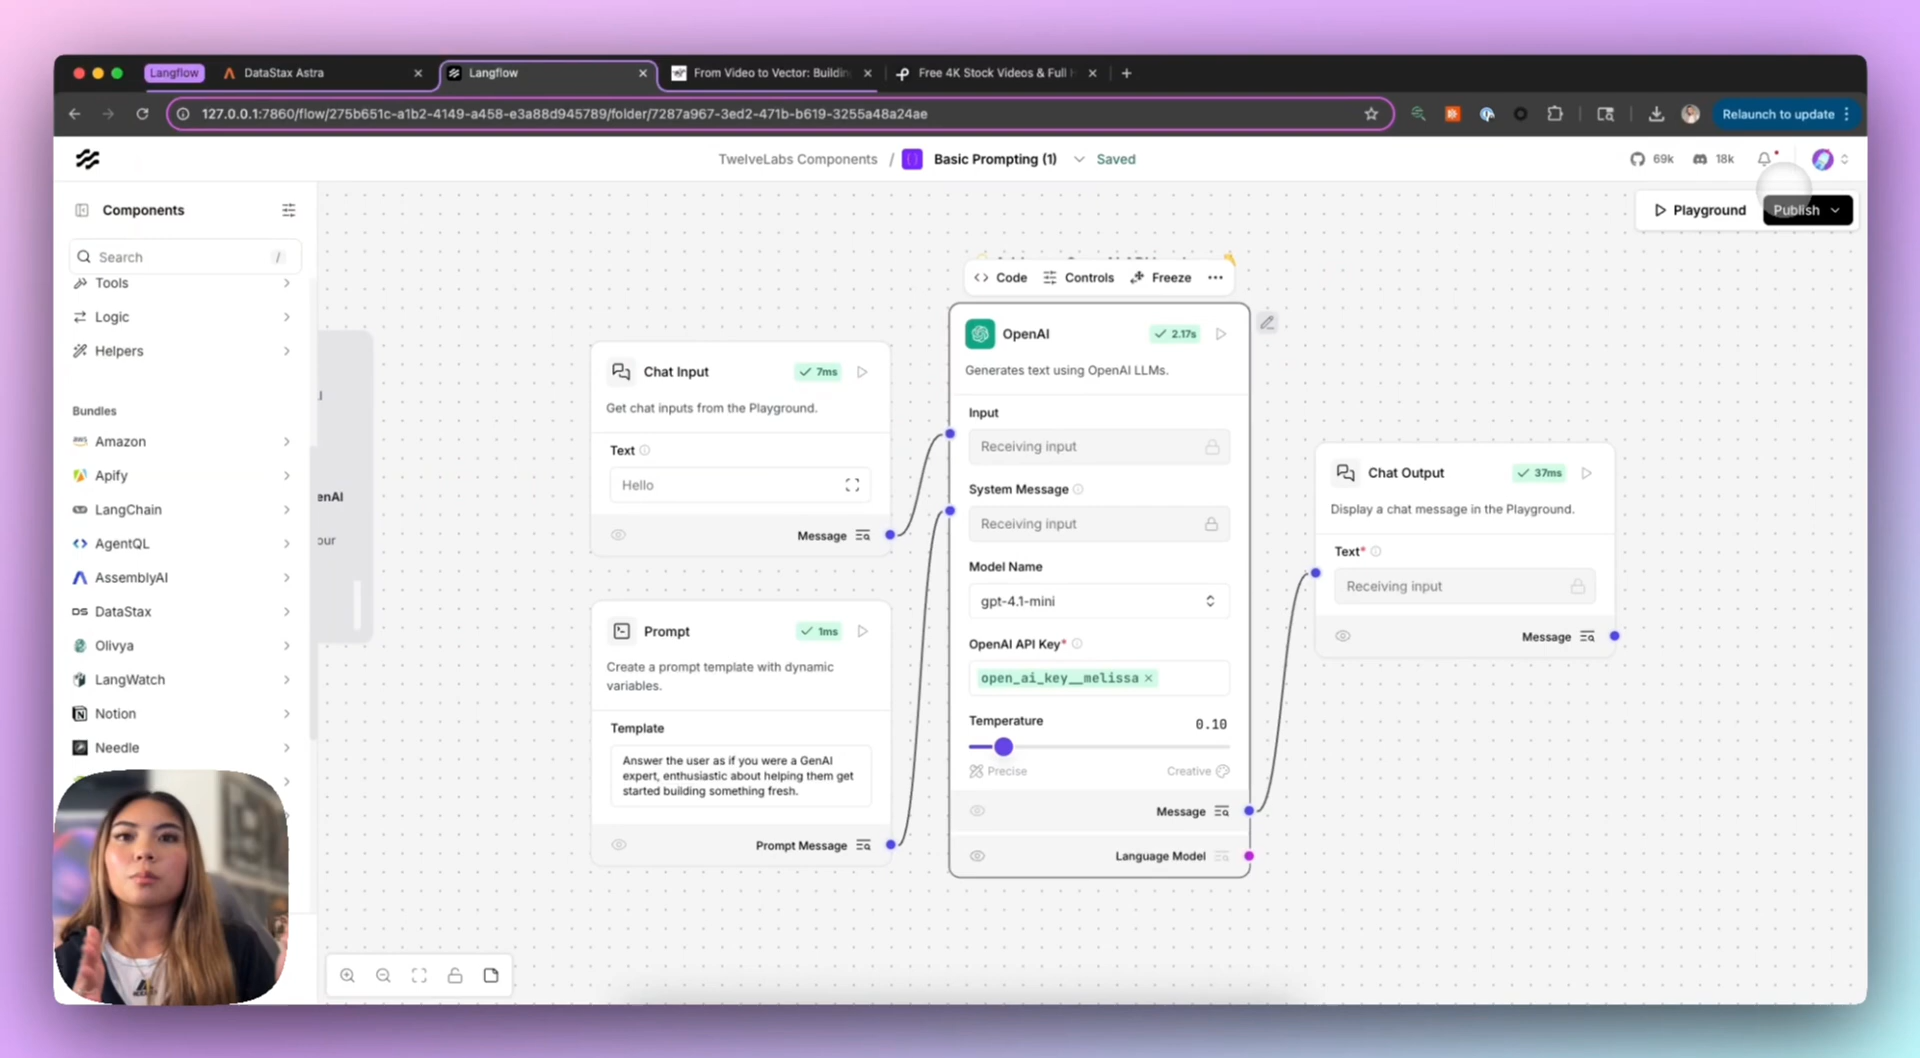 Langflow
DataStax Astra
Langflow
From Video to Vector: Buildin
Free 4K Stock Videos & Full
127.0.0.1:7860/flow/275b651c-a1b2-4149-a458-e3a88d945789/folder/7287a967-3ed2-471b-b619-3255a48a24ae
Relaunch to update
TwelveLabs Components / Basic Prompting (1) Saved
69k 18k
Components
Search /
Tools
Logic
Helpers
Bundles
Amazon
Apify
LangChain
AgentQL
AssemblyAI
DataStax
Olivya
LangWatch
Notion
Needle
enAI
our
Playground
Publish
Code Controls Freeze
Chat Input 7ms
Get chat inputs from the Playground.
Text
Hello
Message
Prompt 1ms
Create a prompt template with dynamic
variables.
Template
Answer the user as if you were a GenAI
expert, enthusiastic about helping them get
started building something fresh.
Prompt Message
OpenAI 2.17s
Generates text using OpenAI LLMs.
Input
Receiving input
System Message
Receiving input
Model Name
gpt-4.1-mini
OpenAI API Key*
open_ai_key__melissa ×
Temperature 0.10
Precise Creative
Message
Language Model
Chat Output 37ms
Display a chat message in the Playground.
Text*
Receiving input
Message